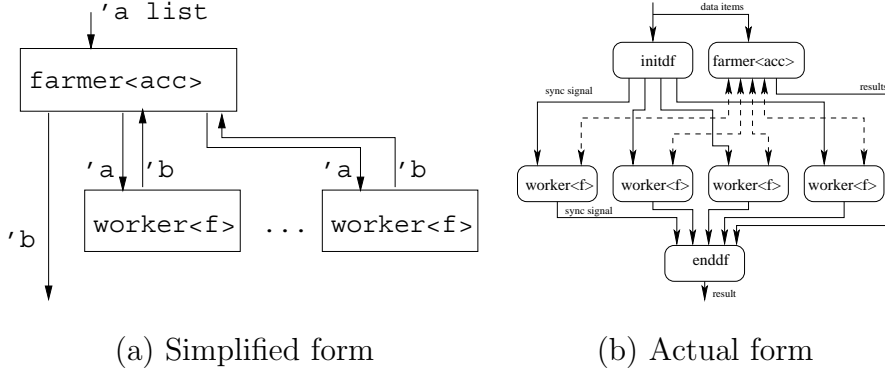 'a list
farmer<acc>
'a
'b
'a
'b
worker<f>
...
worker<f>
'b
(a) Simplified form
data items
initdf
farmer<acc>
sync signal
results
worker<f>
worker<f>
worker<f>
worker<f>
sync signal
enddf
result
(b) Actual form